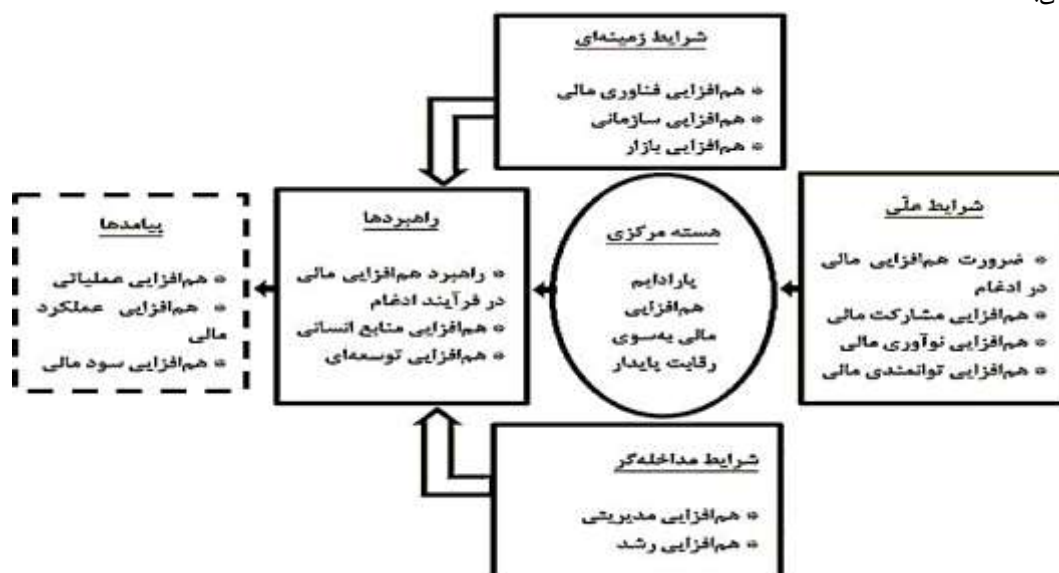 شرایط زمینه‌ای
هم‌افزایی فناوری مالی
هم‌افزایی سازمانی
هم‌افزایی بازار
شرایط علّی
ضرورت هم‌افزایی مالی
در ادغام
هم‌افزایی مشارکت مالی
هم‌افزایی نوآوری مالی
هم‌افزایی توانمندی مالی
هسته مرکزی
پارادایم
هم‌افزایی
مالی به‌سوی
رقابت پایدار
راهبردها
راهبرد هم‌افزایی مالی
در فرآیند ادغام
هم‌افزایی منابع انسانی
هم‌افزایی توسعه‌ای
پیامدها
هم‌افزایی عملیاتی
هم‌افزایی عملکرد
مالی
هم‌افزایی سود مالی
شرایط مداخله‌گر
هم‌افزایی مدیریتی
هم‌افزایی رشد